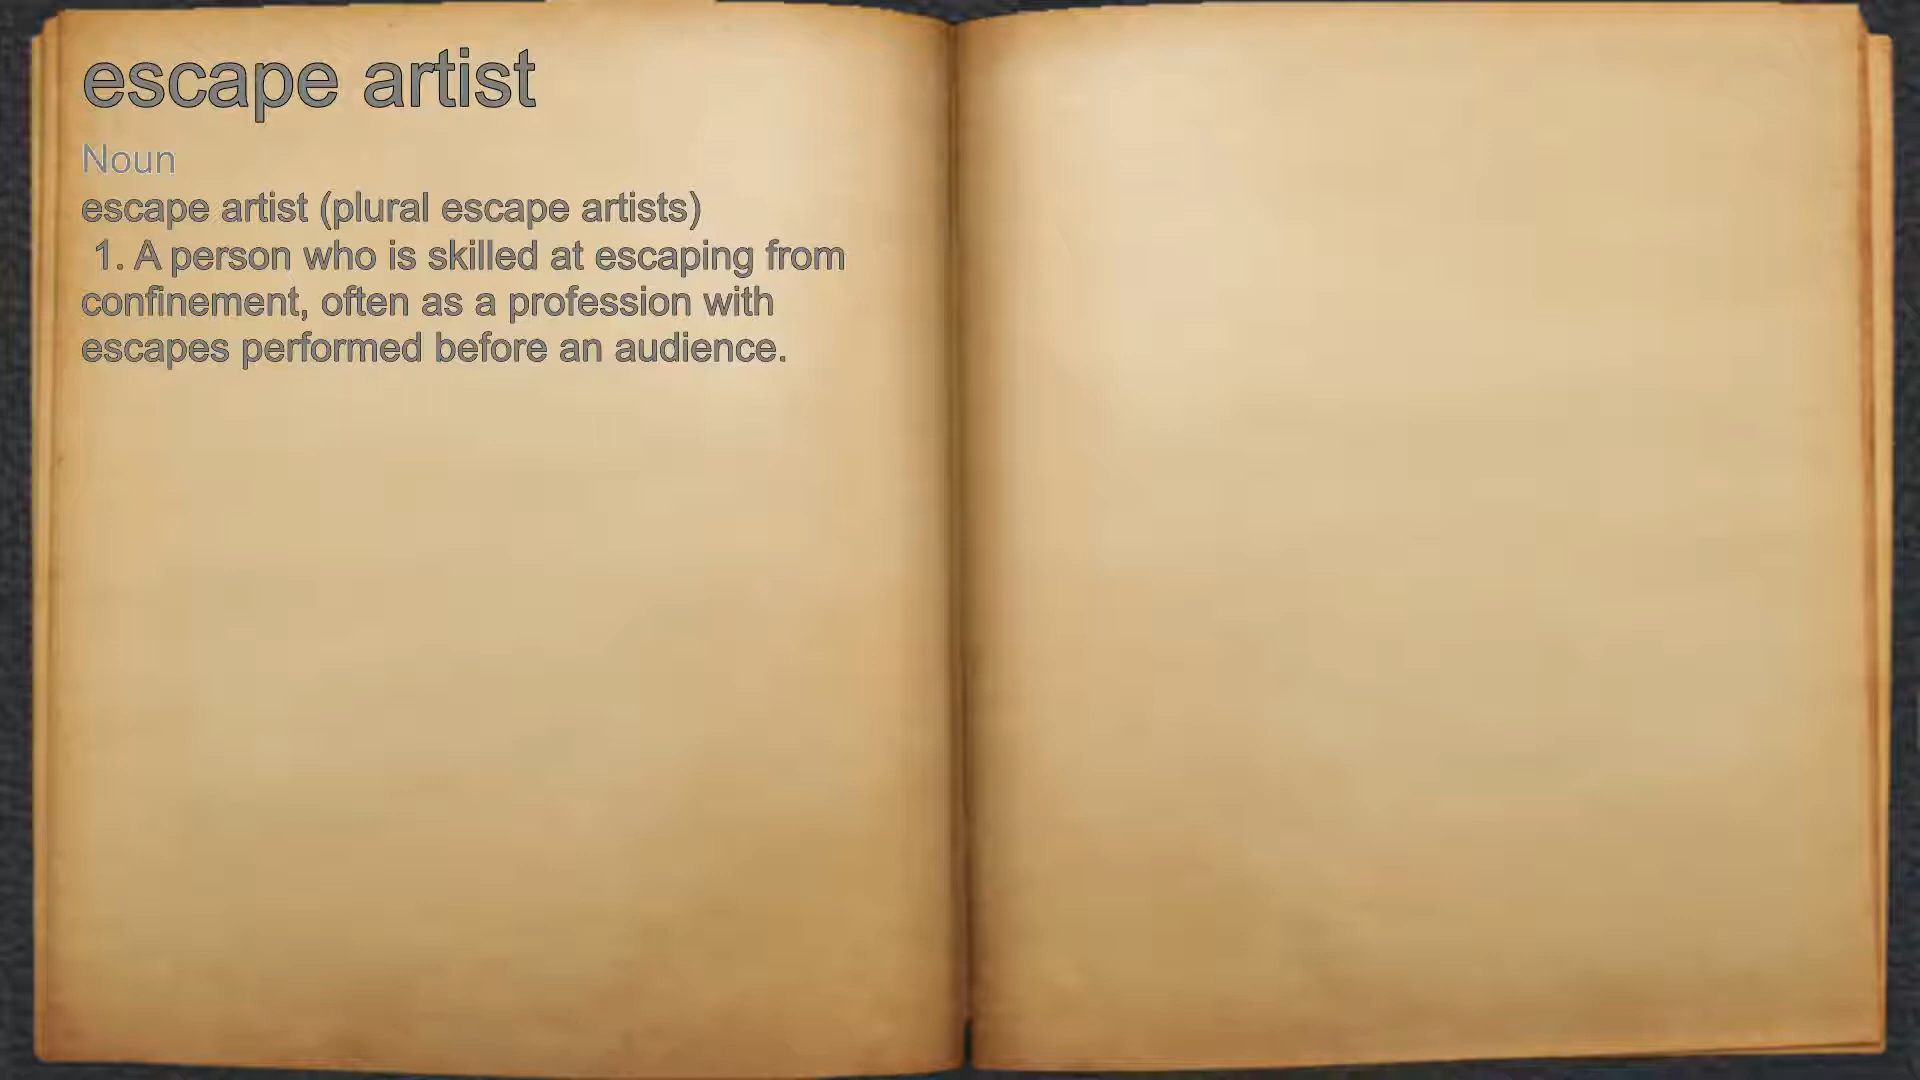 escape artist
Noun
escape artist (plural escape artists)
1. A person who is skilled at escaping from
confinement, often as a profession with
escapes performed before an audience.